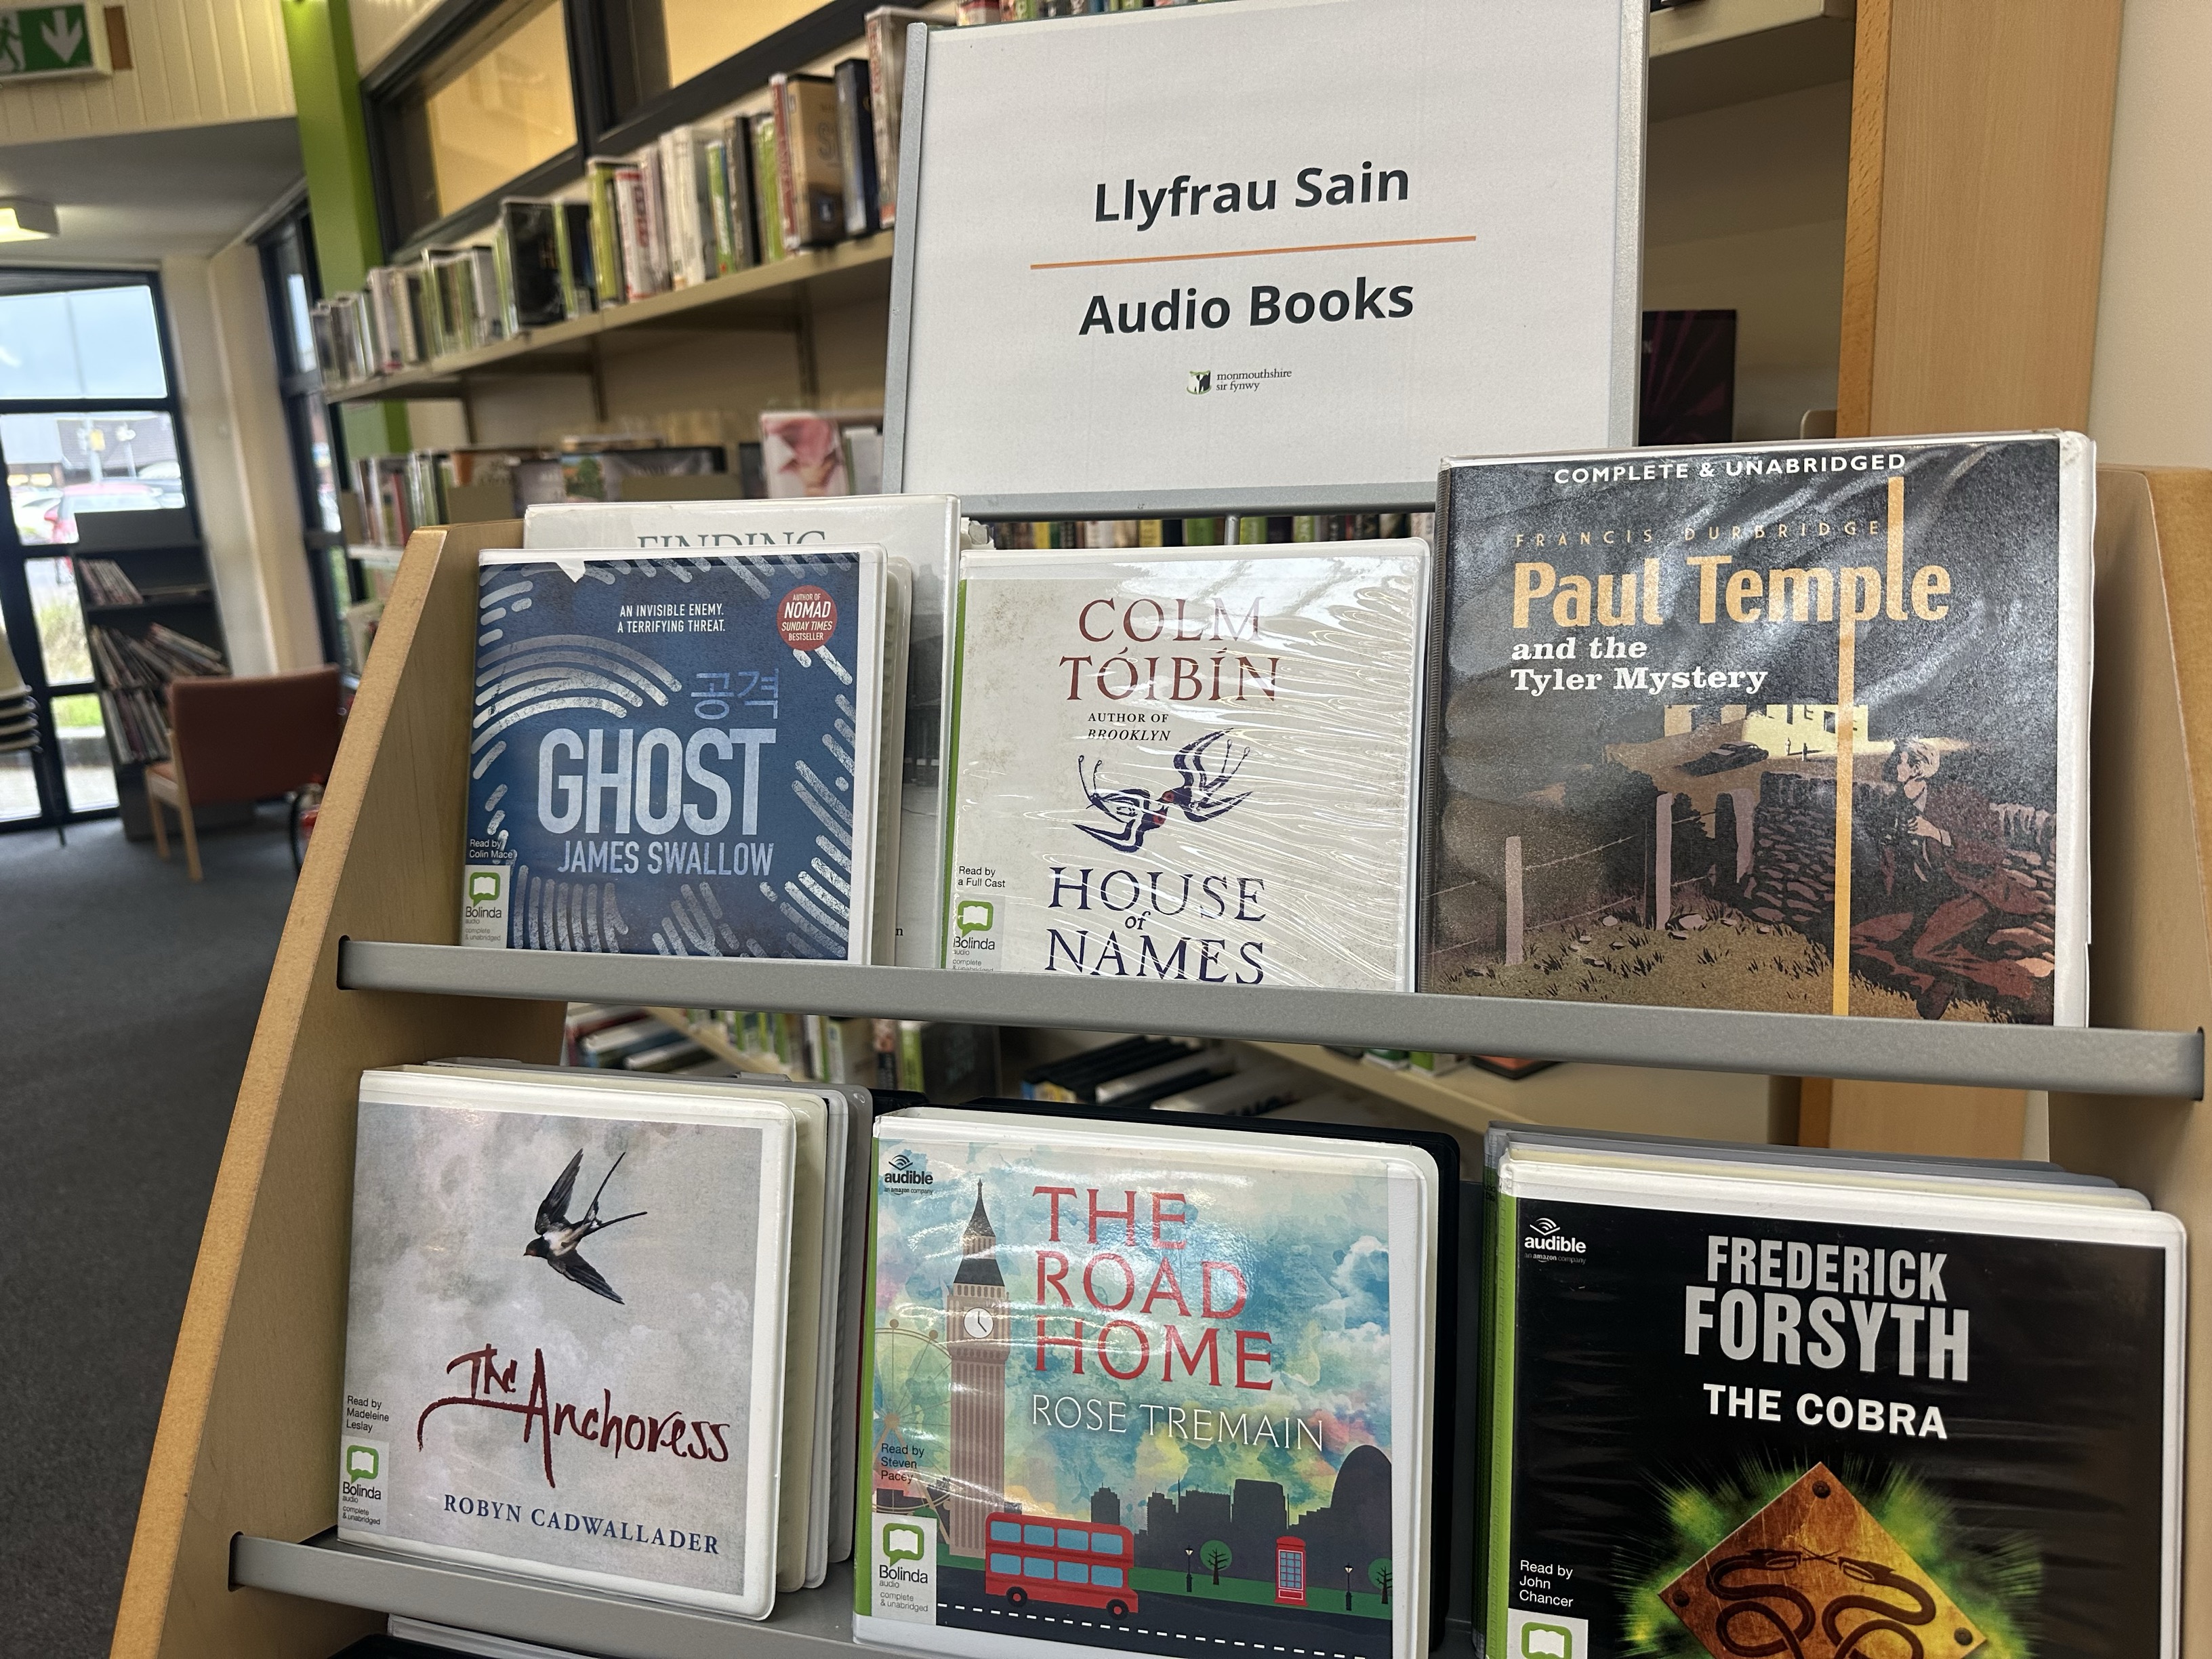 Llyfrau Sain
Audio Books
monmouthshire
sir fynwy
FINDING
AN INVISIBLE ENEMY.
A TERRIFYING THREAT.
AUTHOR OF
NOMAD
SUNDAY TIMES
BESTSELLER
공격
GHOST
JAMES SWALLOW
Read by
Colin Mace
Bolinda
audio
complete
& unabridged
COLM
TÓIBÍN
AUTHOR OF
BROOKLYN
HOUSE
of
NAMES
Read by
a Full Cast
Bolinda
audio
complete
COMPLETE & UNABRIDGED
FRANCIS DURBRIDGE
Paul Temple
and the
Tyler Mystery
The Anchoress
ROBYN CADWALLADER
Read by
Madeleine
Leslay
Bolinda
audio
complete
& unabridged
audible
an amazon company
THE
ROAD
HOME
ROSE TREMAIN
Read by
Steven
Pacey
Bolinda
audio
complete
& unabridged
audible
an amazon company
FREDERICK
FORSYTH
THE COBRA
Read by
John
Chancer